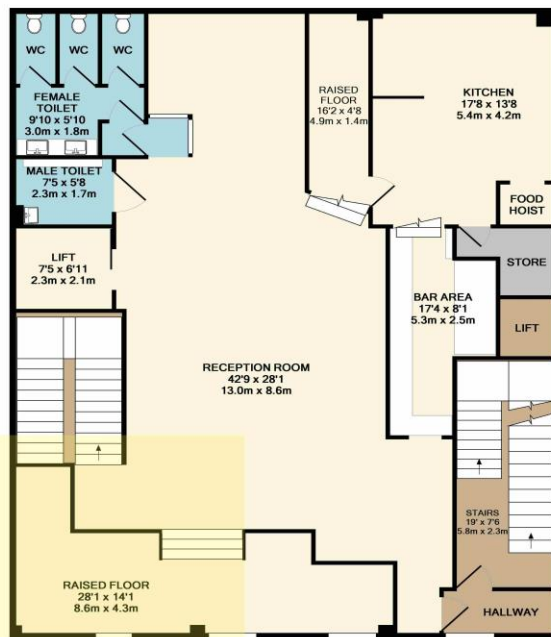 WC
WC
WC
FEMALE
TOILET
9'10 x 5'10
3.0m x 1.8m
MALE TOILET
7'5 x 5'8
2.3m x 1.7m
LIFT
7'5 x 6'11
2.3m x 2.1m
RAISED
FLOOR
16'2 x 4'8
4.9m x 1.4m
KITCHEN
17'8 x 13'8
5.4m x 4.2m
FOOD
HOIST
STORE
BAR AREA
17'4 x 8'1
5.3m x 2.5m
LIFT
RECEPTION ROOM
42'9 x 28'1
13.0m x 8.6m
STAIRS
19' x 7'6
5.8m x 2.3m
RAISED FLOOR
28'1 x 14'1
8.6m x 4.3m
HALLWAY